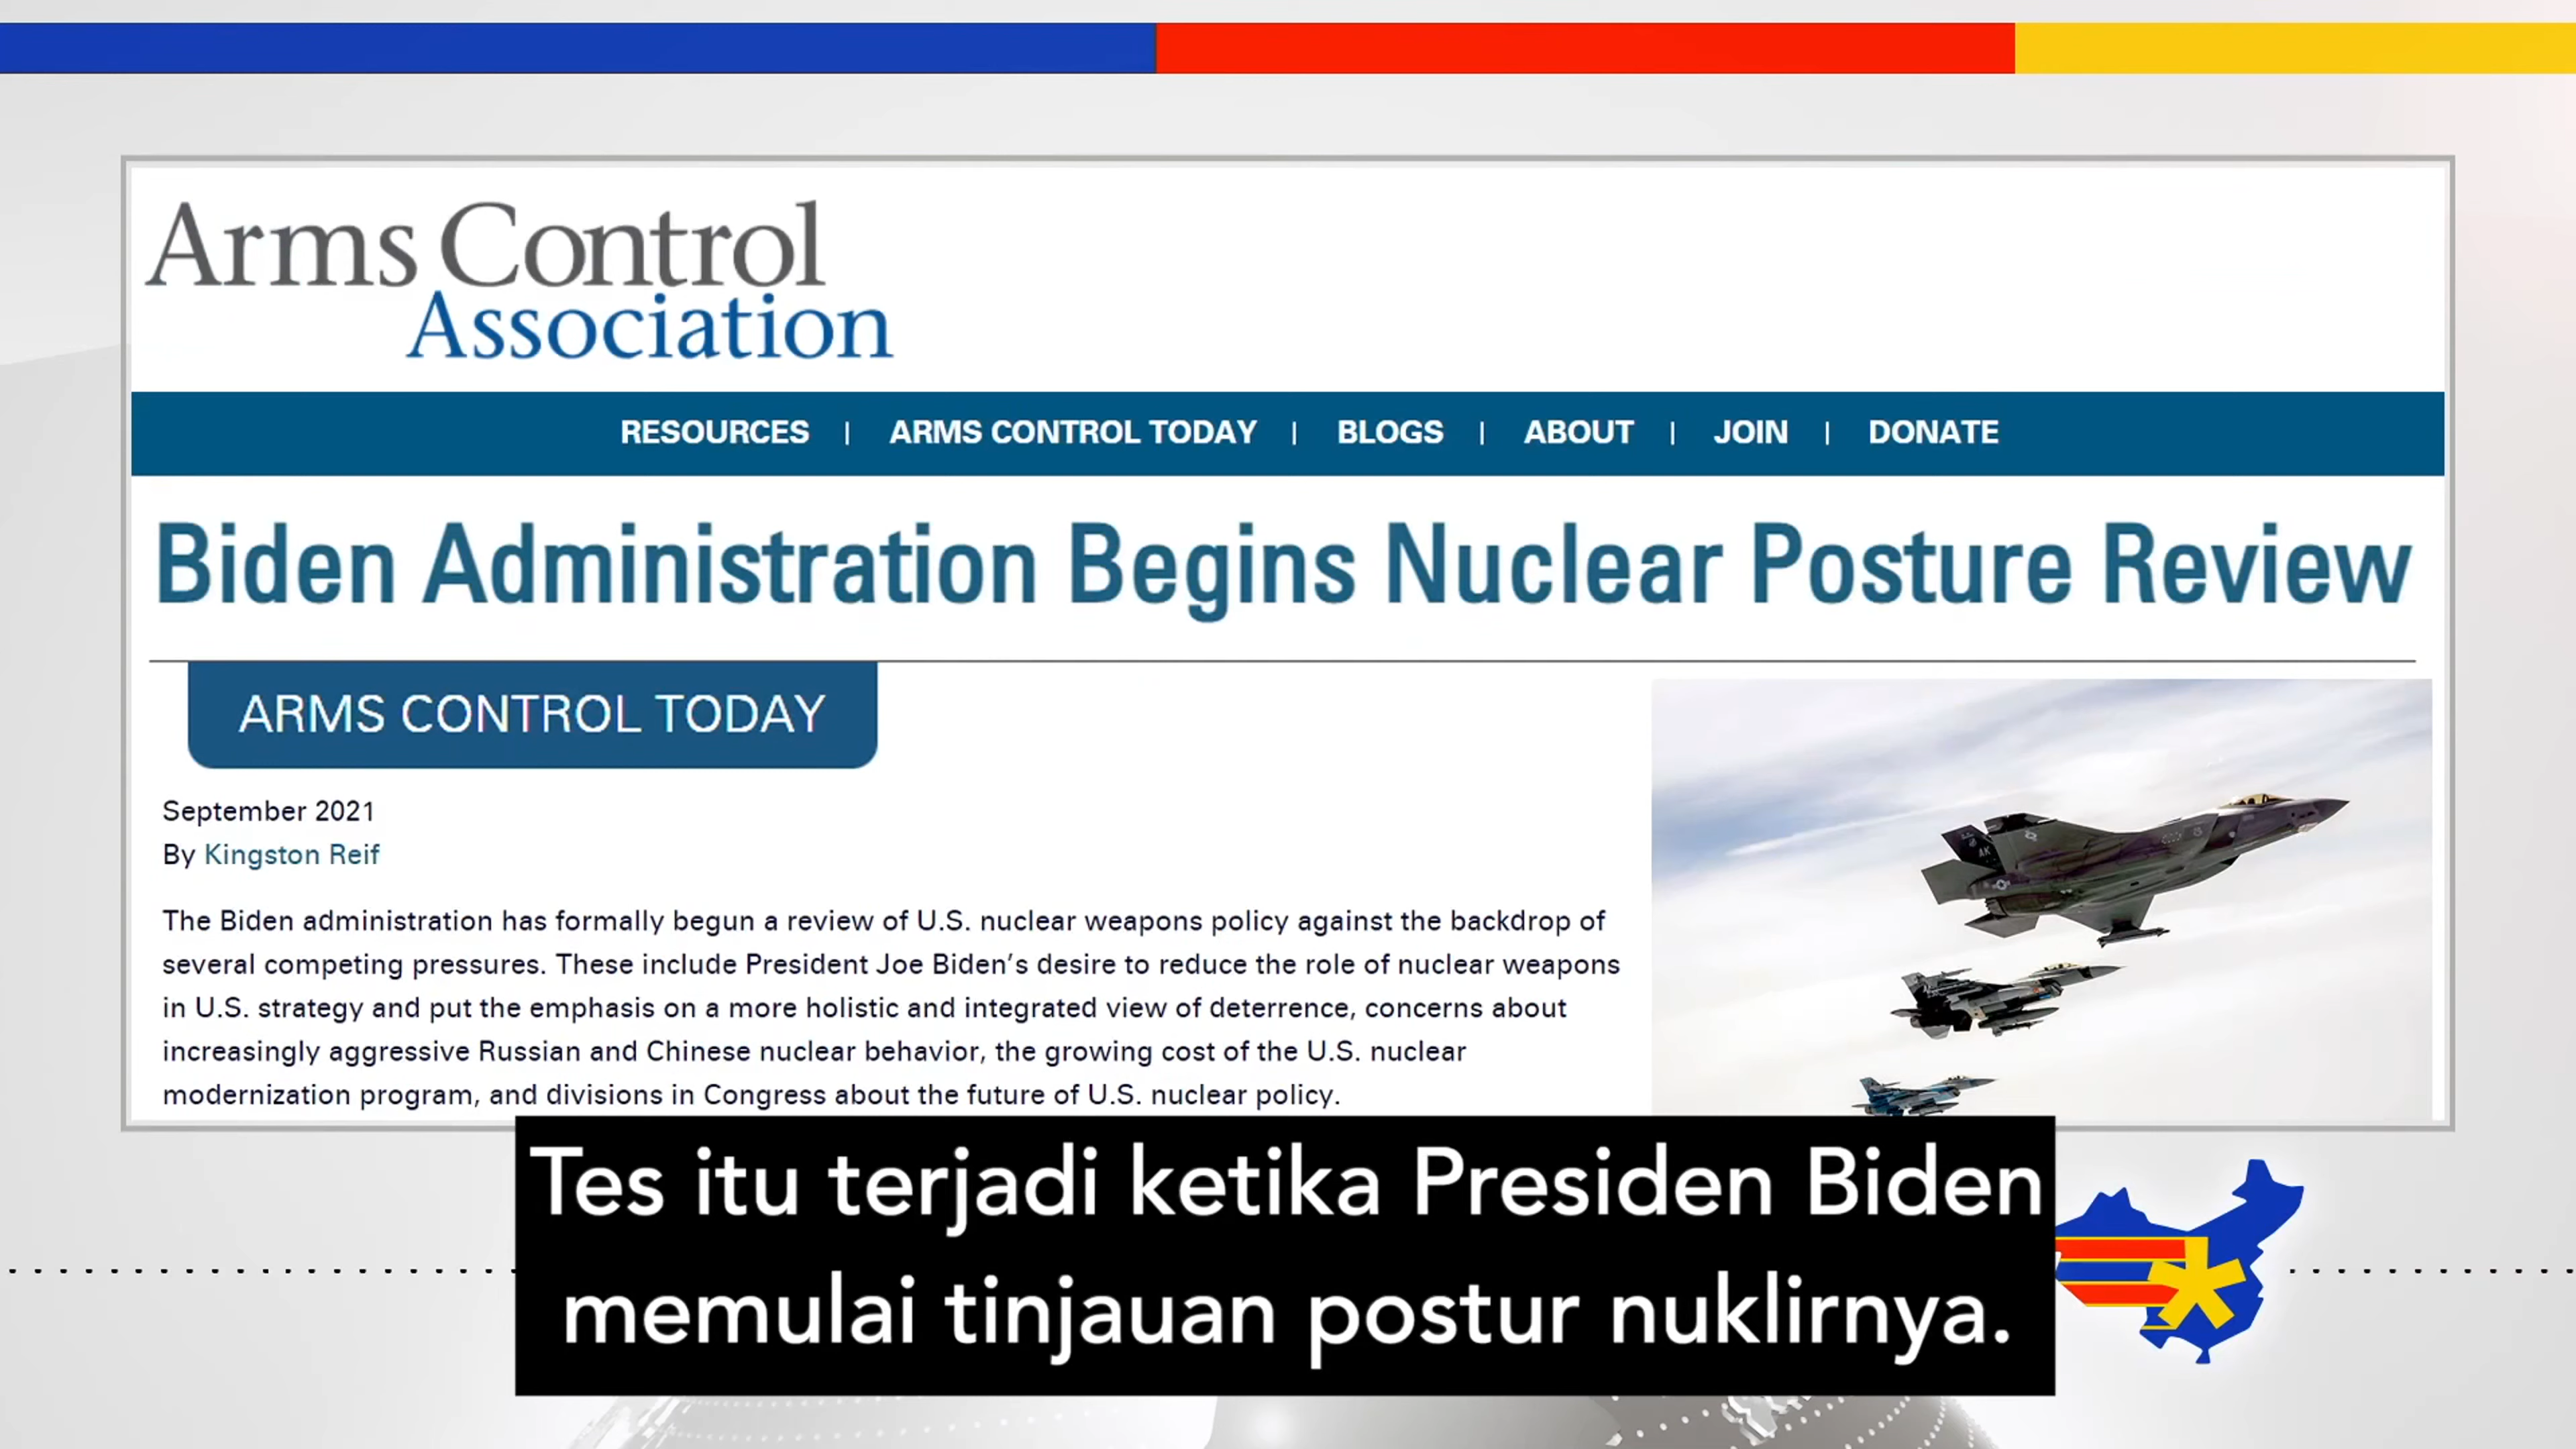 Arms Control
Association
RESOURCES | ARMS CONTROL TODAY | BLOGS | ABOUT | JOIN | DONATE
Biden Administration Begins Nuclear Posture Review
ARMS CONTROL TODAY
September 2021
By Kingston Reif
The Biden administration has formally begun a review of U.S. nuclear weapons policy against the backdrop of
several competing pressures. These include President Joe Biden's desire to reduce the role of nuclear weapons
in U.S. strategy and put the emphasis on a more holistic and integrated view of deterrence, concerns about
increasingly aggressive Russian and Chinese nuclear behavior, the growing cost of the U.S. nuclear
modernization program, and divisions in Congress about the future of U.S. nuclear policy.
Tes itu terjadi ketika Presiden Biden
memulai tinjauan postur nuklirnya.